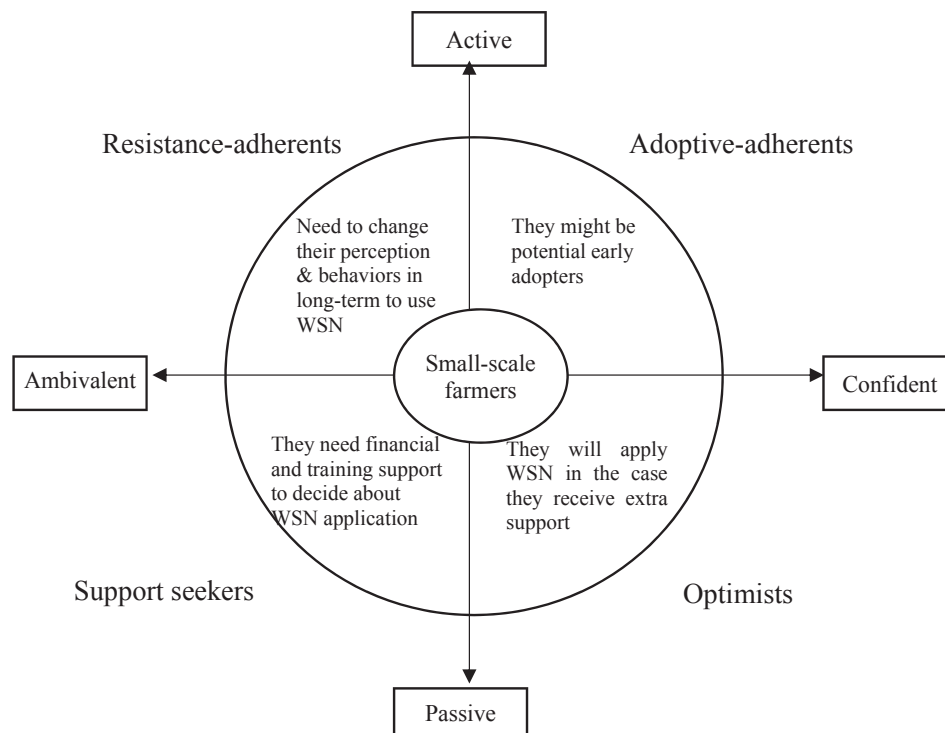 Active
Resistance-adherents
Adoptive-adherents
Need to change
their perception
& behaviors in
long-term to use
WSN
They might be
potential early
adopters
Ambivalent
Small-scale
farmers
Confident
They need financial
and training support
to decide about
WSN application
They will apply
WSN in the case
they receive extra
support
Support seekers
Optimists
Passive